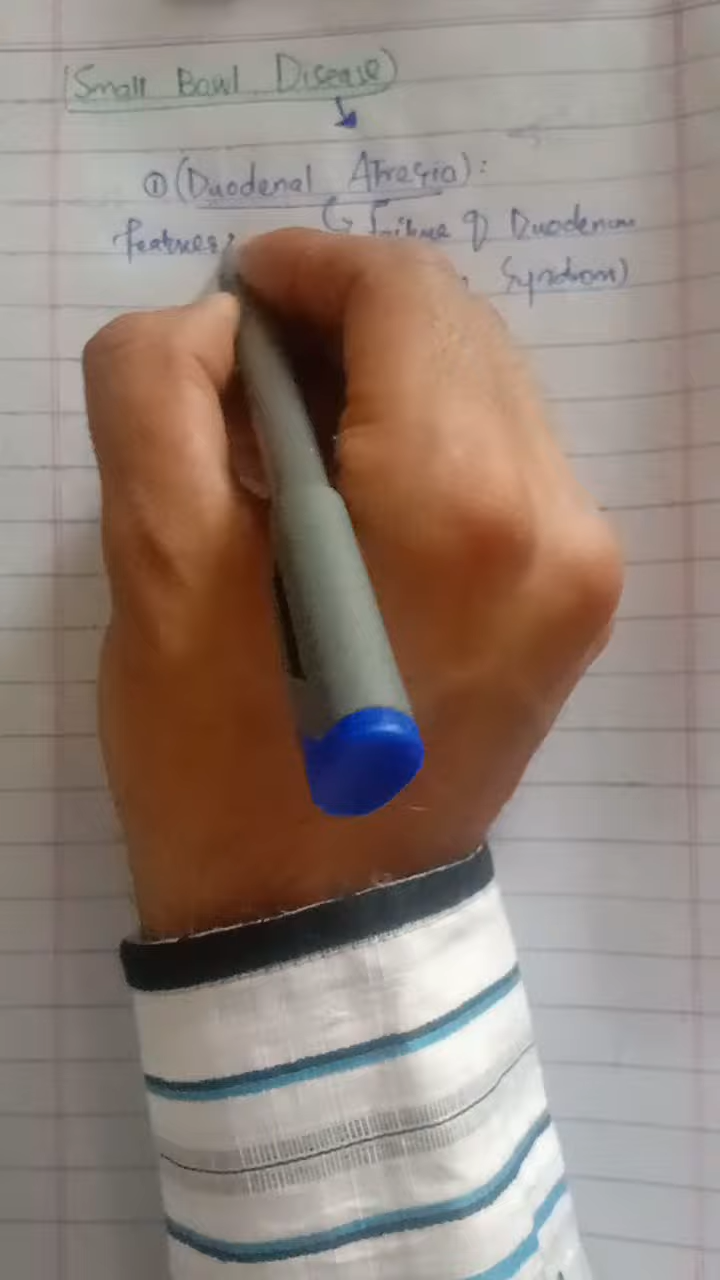 (Small Bowl Disease)
① (Duodenal Atresia):
failure of Duodenum
features:
Syndrom)